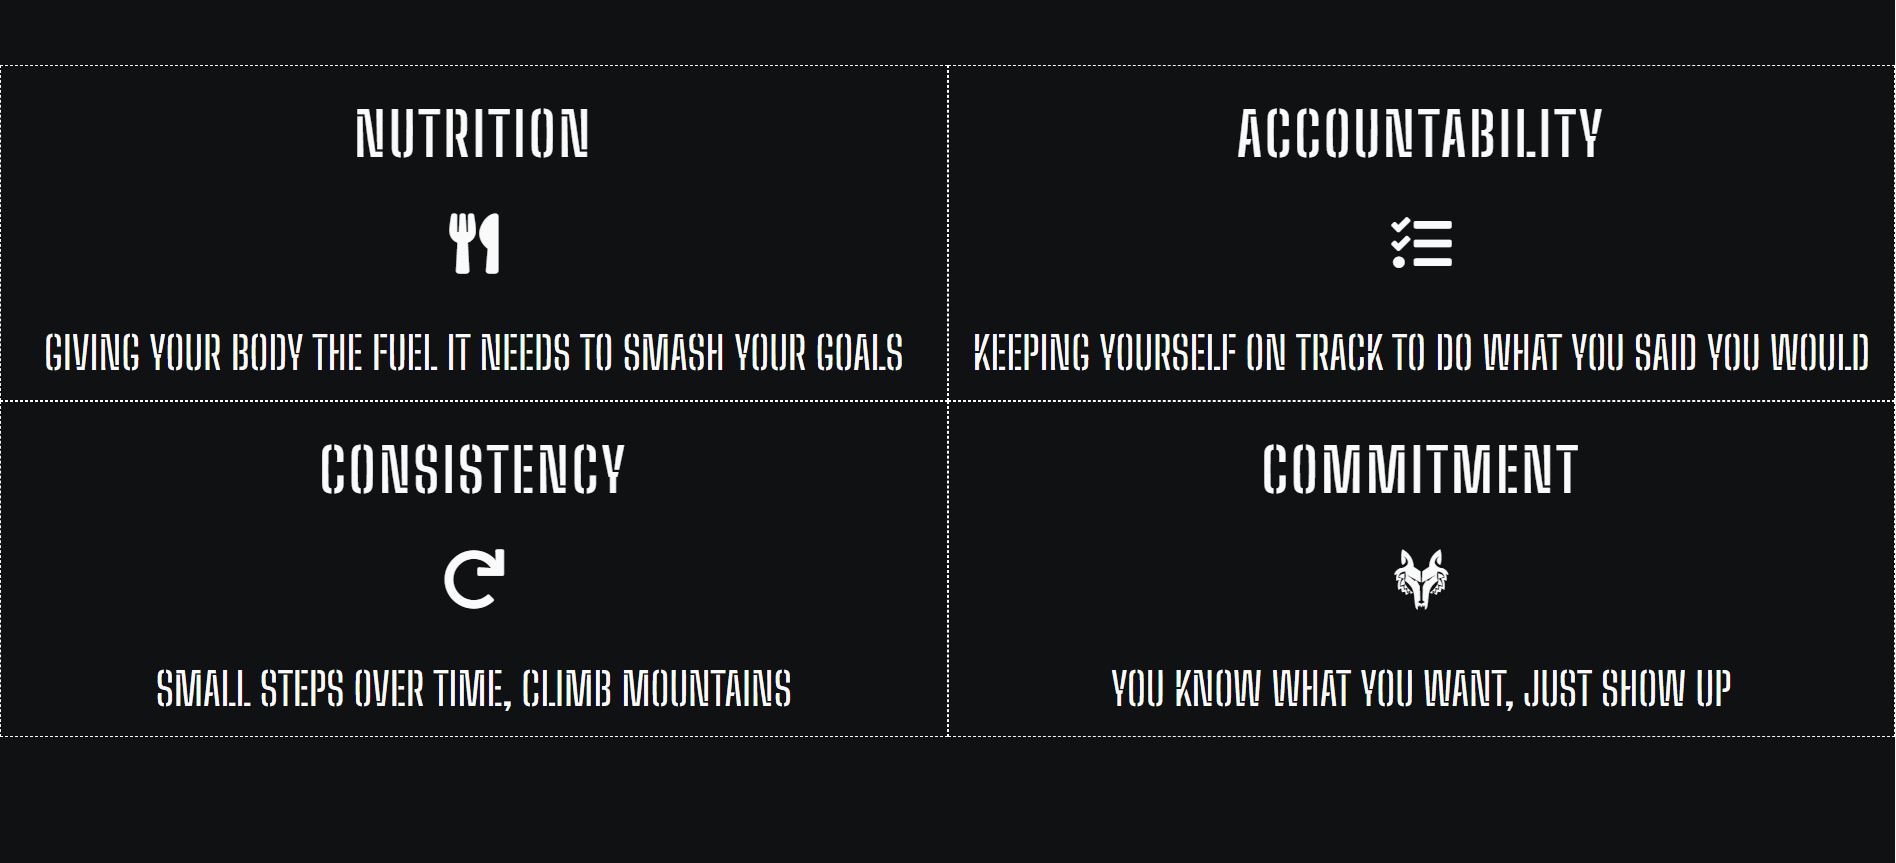 NUTRITION
GIVING YOUR BODY THE FUEL IT NEEDS TO SMASH YOUR GOALS
ACCOUNTABILITY
KEEPING YOURSELF ON TRACK TO DO WHAT YOU SAID YOU WOULD
CONSISTENCY
SMALL STEPS OVER TIME, CLIMB MOUNTAINS
COMMITMENT
YOU KNOW WHAT YOU WANT, JUST SHOW UP